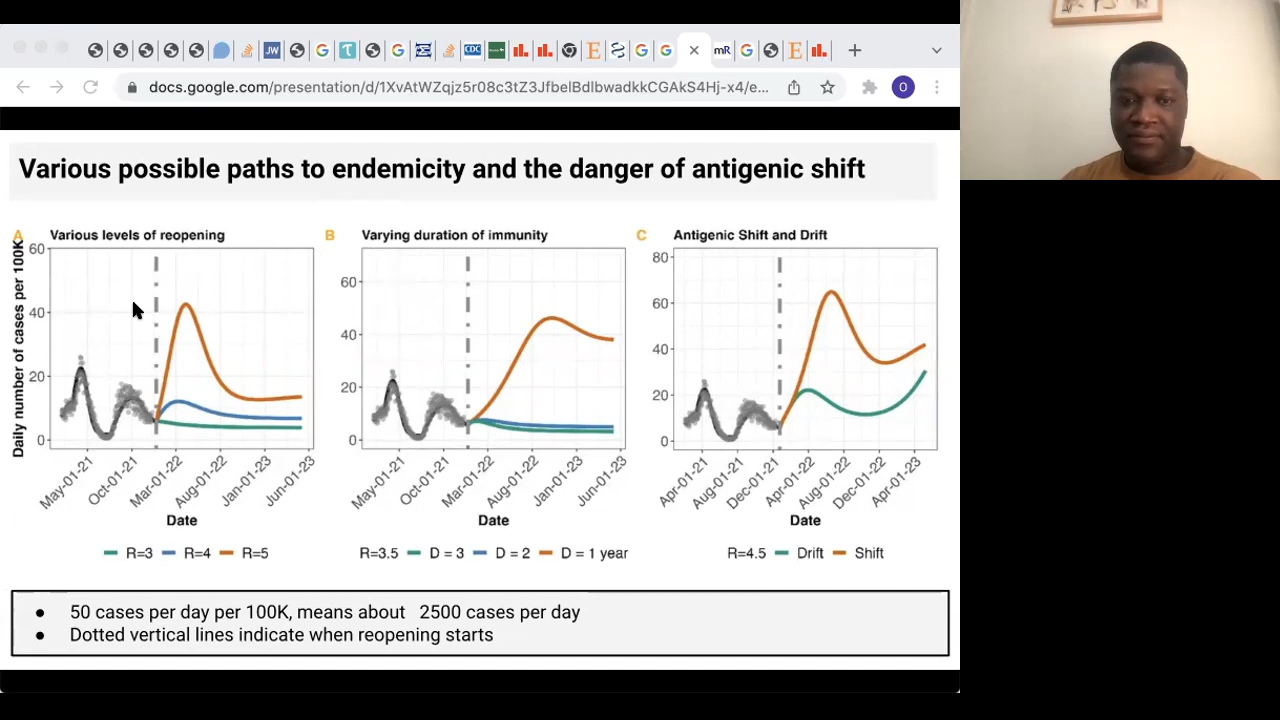 JW
CDC
E
mR
E
docs.google.com/presentation/d/1XvAtWZqjz5r08c3tZ3JfbelBdlbwadkkCGAkS4Hj-x4/e...
O
Various possible paths to endemicity and the danger of antigenic shift
A Various levels of reopening
B Varying duration of immunity
C Antigenic Shift and Drift
Daily number of cases per 100K
60
40
20
0
May-01-21 Oct-01-21 Mar-01-22 Aug-01-22 Jan-01-23 Jun-01-23
Date
R=3 R=4 R=5
60
40
20
0
May-01-21 Oct-01-21 Mar-01-22 Aug-01-22 Jan-01-23 Jun-01-23
Date
R=3.5 D = 3 D = 2 D = 1 year
80
60
40
20
0
Apr-01-21 Aug-01-21 Dec-01-21 Apr-01-22 Aug-01-22 Dec-01-22 Apr-01-23
Date
R=4.5 Drift Shift
● 50 cases per day per 100K, means about 2500 cases per day
● Dotted vertical lines indicate when reopening starts